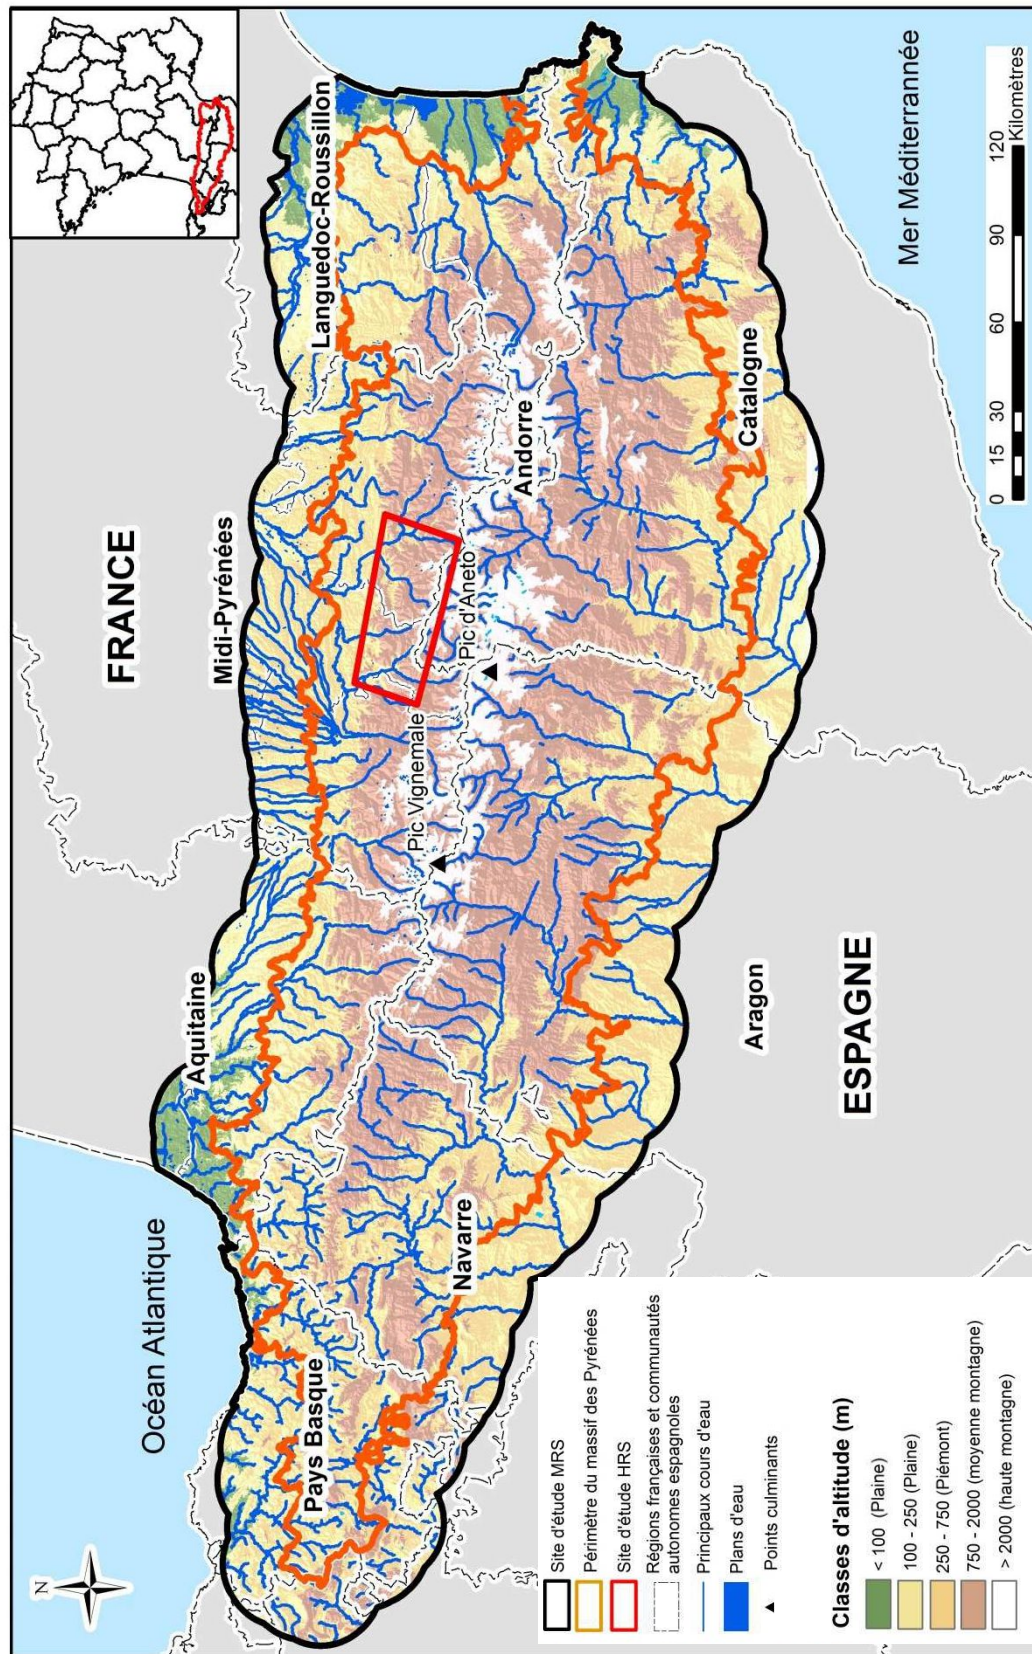 N
Océan Atlantique
FRANCE
Midi-Pyrénées
Aquitaine
Languedoc-Roussillon
Pays Basque
Navarre
Pic Vignemale
Pic d'Aneto
Andorre
Catalogne
Aragon
ESPAGNE
Mer Méditerrannée
Site d'étude MRS
Périmètre du massif des Pyrénées
Site d'étude HRS
Régions françaises et communautés
autonomes espagnoles
Principaux cours d'eau
Plans d'eau
Points culminants
Classes d'altitude (m)
< 100 (Plaine)
100 - 250 (Plaine)
250 - 750 (Piémont)
750 - 2000 (moyenne montagne)
> 2000 (haute montagne)
0 15 30 60 90 120
Kilomètres